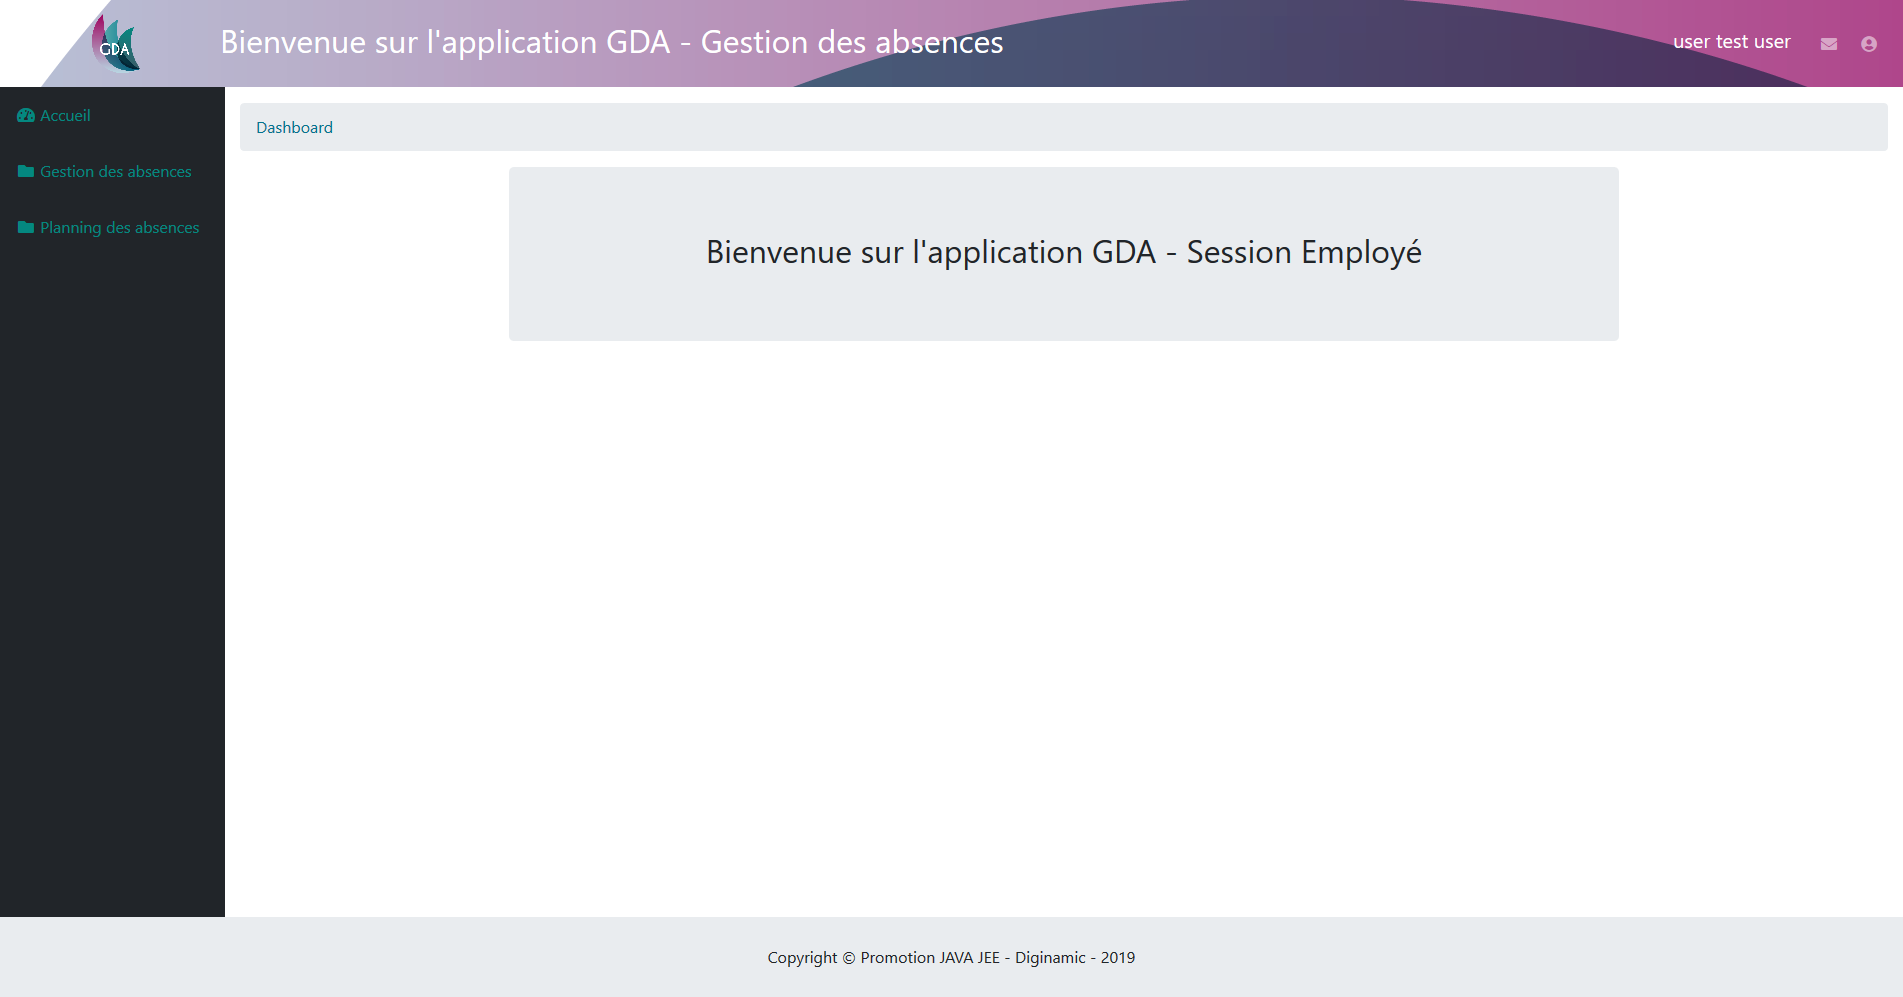 GDA
Bienvenue sur l'application GDA - Gestion des absences
user test user
Accueil
Gestion des absences
Planning des absences
Dashboard
Bienvenue sur l'application GDA - Session Employé
Copyright © Promotion JAVA JEE - Diginamic - 2019